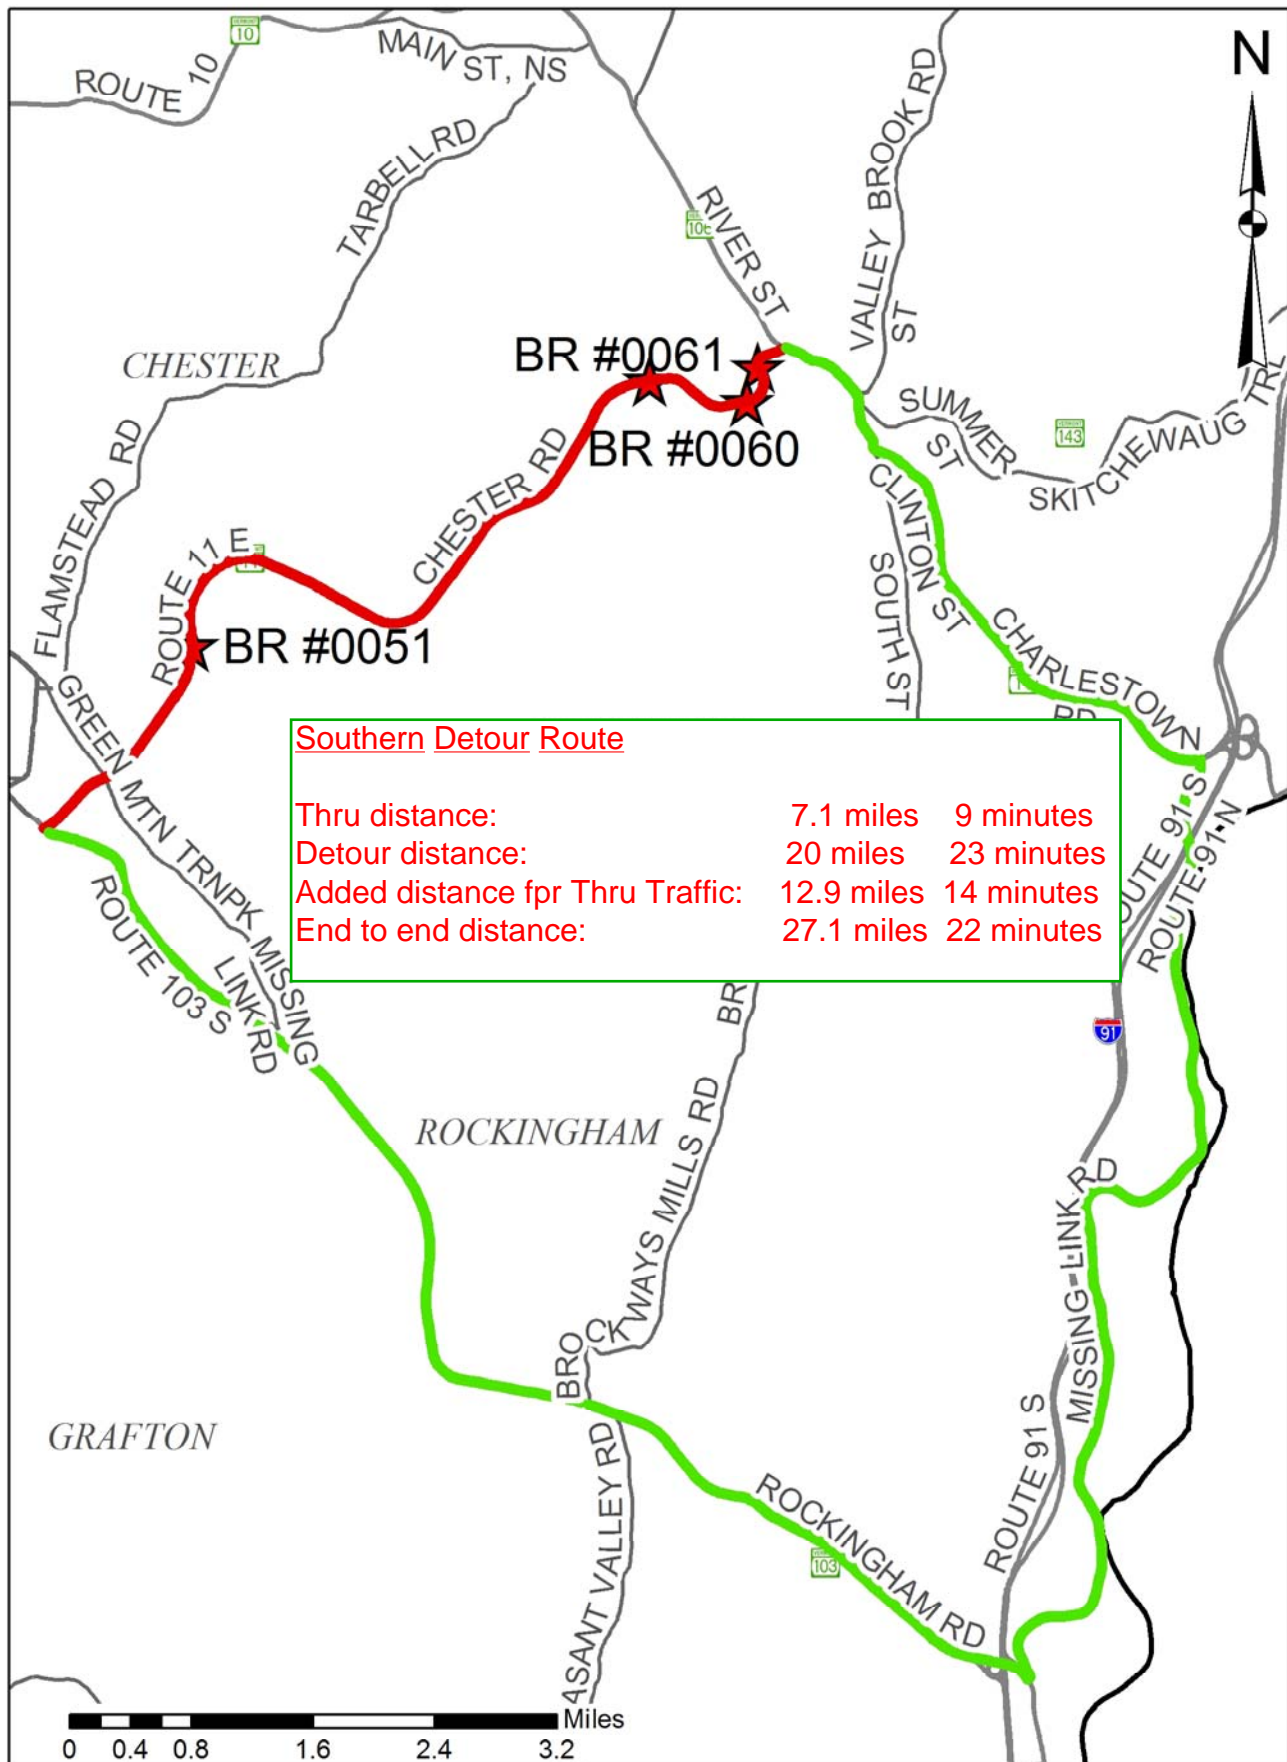 VERMONT
10
ROUTE 10
MAIN ST, NS
N
TARBELL RD
VALLEY BROOK RD
ST
106
RIVER ST
CHESTER
BR #0061
BR #0060
SUMMER
ST
143
SKITCHEWAUG TRL
FLAMSTEAD RD
CHESTER RD
CLINTON ST
ROUTE 11 E
SOUTH ST
BR #0051
CHARLESTOWN
RD
GREEN MTN TRNPK
Southern Detour Route
Thru distance: 7.1 miles 9 minutes
Detour distance: 20 miles 23 minutes
Added distance fpr Thru Traffic: 12.9 miles 14 minutes
End to end distance: 27.1 miles 22 minutes
OUTE 91 S
ROUTE 91 N
ROUTE 103 S
MISSING
LINK RD
BR
91
ROCKINGHAM
BROCKWAYS MILLS RD
MISSING LINK RD
GRAFTON
ASANT VALLEY RD
ROUTE 91 S
ROCKINGHAM RD
103
Miles
0 0.4 0.8 1.6 2.4 3.2